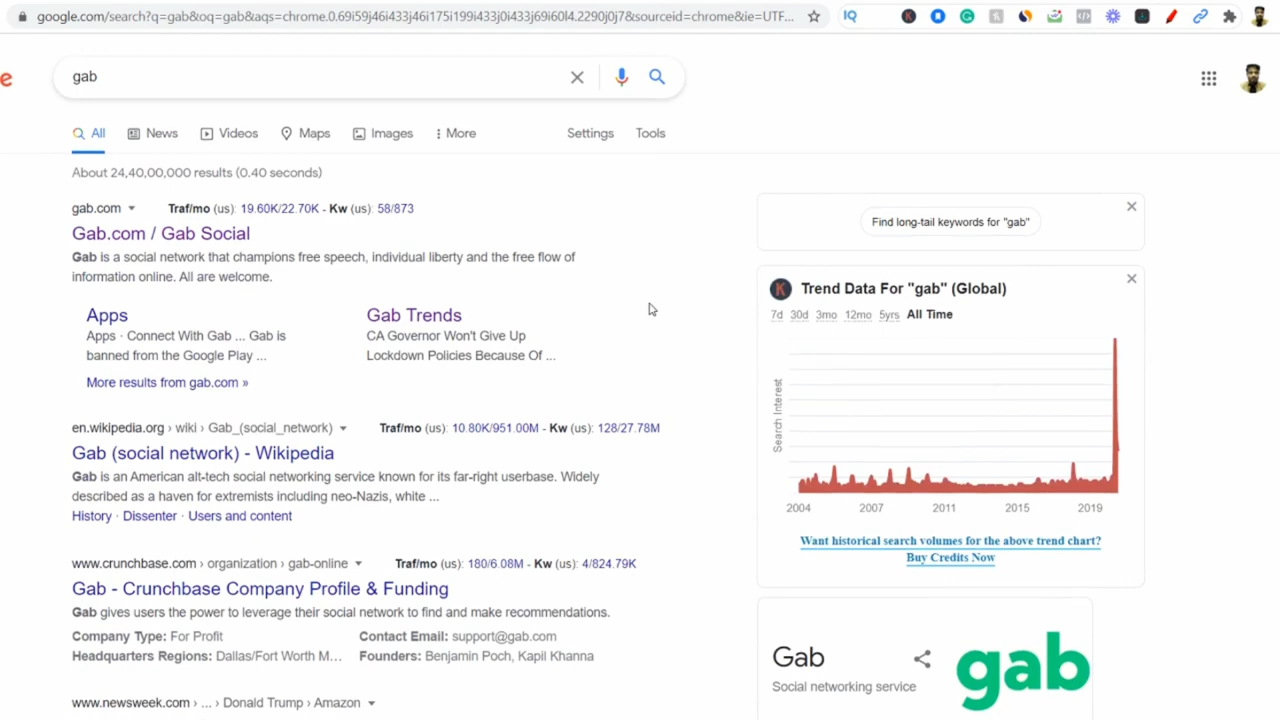 google.com/search?q=gab&oq=gab&aqs=chrome.0.69i59j46i433j46i175i199i433j0i433j69i60l4.2290j0j7&sourceid=chrome&ie=UTF...
gab
All News Videos Maps Images More Settings Tools
About 24,40,00,000 results (0.40 seconds)
gab.com Traf/mo (us): 19.60K/22.70K - Kw (us): 58/873
Gab.com / Gab Social
Gab is a social network that champions free speech, individual liberty and the free flow of
information online. All are welcome.
Apps
Apps · Connect With Gab ... Gab is
banned from the Google Play ...
Gab Trends
CA Governor Won't Give Up
Lockdown Policies Because Of ...
More results from gab.com »
en.wikipedia.org › wiki › Gab_(social_network) Traf/mo (us): 10.80K/951.00M - Kw (us): 128/27.78M
Gab (social network) - Wikipedia
Gab is an American alt-tech social networking service known for its far-right userbase. Widely
described as a haven for extremists including neo-Nazis, white ...
History · Dissenter · Users and content
www.crunchbase.com › organization › gab-online Traf/mo (us): 180/6.08M - Kw (us): 4/824.79K
Gab - Crunchbase Company Profile & Funding
Gab gives users the power to leverage their social network to find and make recommendations.
Company Type: For Profit Contact Email: support@gab.com
Headquarters Regions: Dallas/Fort Worth M... Founders: Benjamin Poch, Kapil Khanna
www.newsweek.com › ... › Donald Trump › Amazon
Find long-tail keywords for "gab"
K Trend Data For "gab" (Global)
7d 30d 3mo 12mo 5yrs All Time
Search Interest
2004 2007 2011 2015 2019
Want historical search volumes for the above trend chart?
Buy Credits Now
Gab
Social networking service
gab